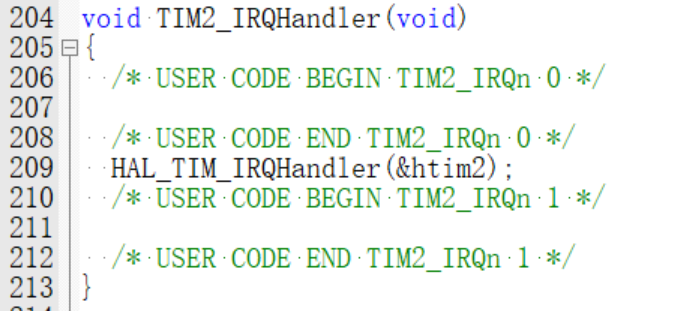 204 void TIM2_IRQHandler(void)
205 {
206 /* USER CODE BEGIN TIM2_IRQn 0 */
207
208 /* USER CODE END TIM2_IRQn 0 */
209 HAL_TIM_IRQHandler(&htim2);
210 /* USER CODE BEGIN TIM2_IRQn 1 */
211
212 /* USER CODE END TIM2_IRQn 1 */
213 }